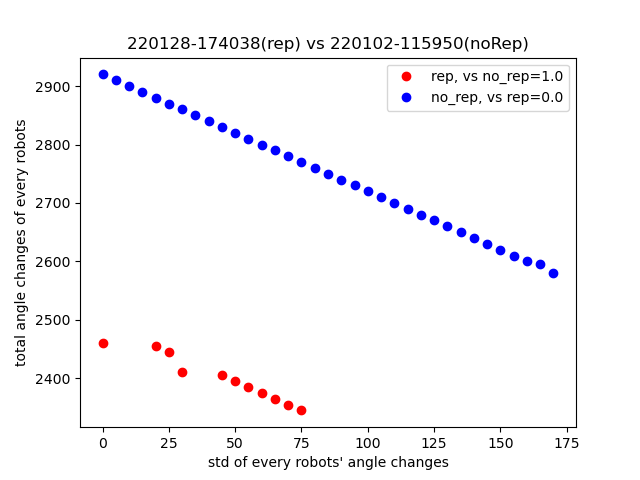 220128-174038(rep) vs 220102-115950(noRep)
rep, vs no_rep=1.0
no_rep, vs rep=0.0
total angle changes of every robots
2900
2800
2700
2600
2500
2400
0 25 50 75 100 125 150 175
std of every robots' angle changes